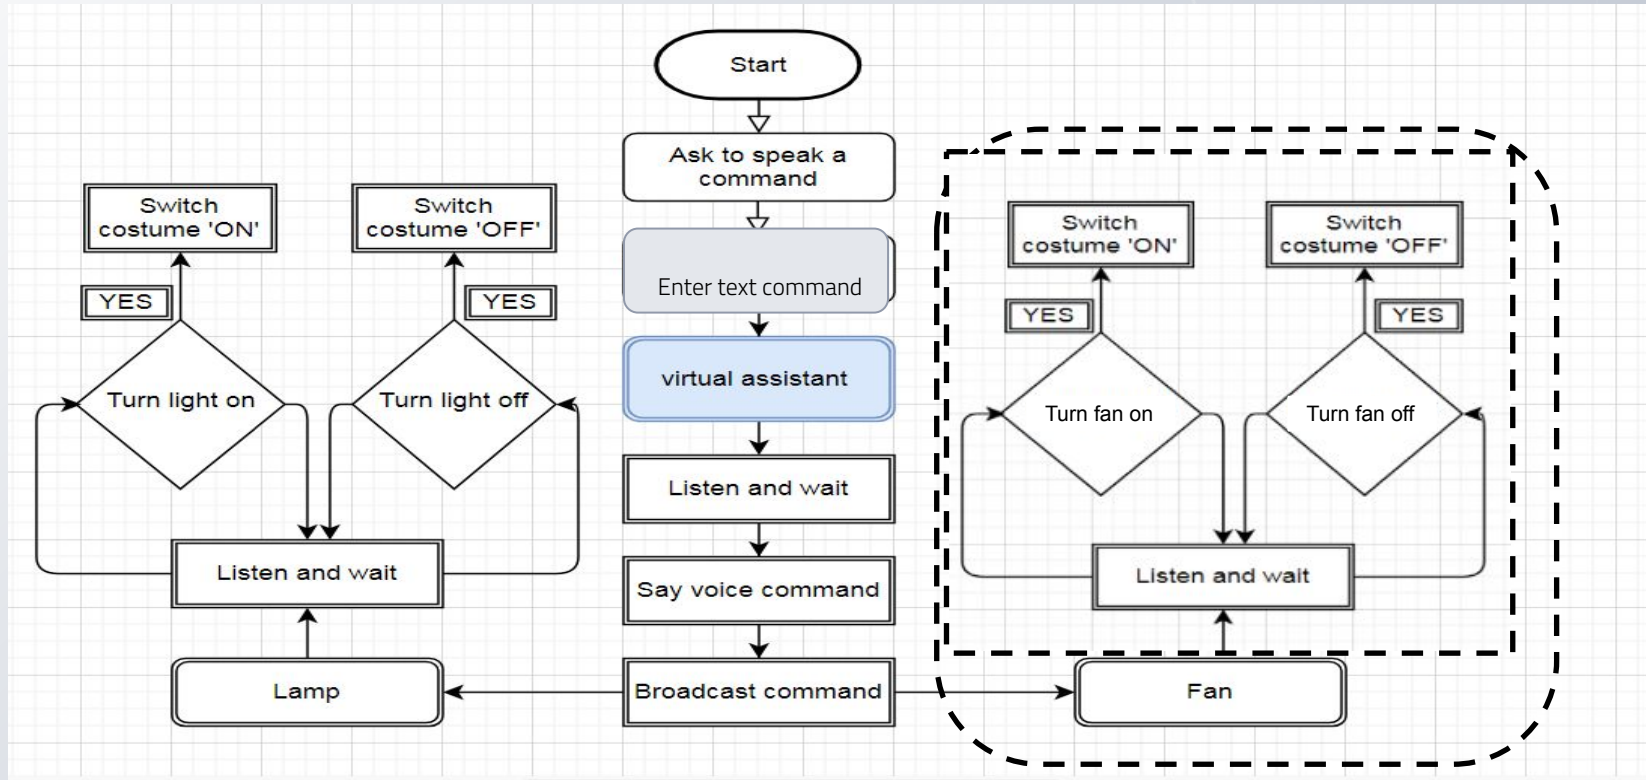 Start
Ask to speak a
command
Enter text command
virtual assistant
Listen and wait
Say voice command
Broadcast command
Switch
costume 'ON'
Switch
costume 'OFF'
YES
YES
Turn light on
Turn light off
Listen and wait
Lamp
Switch
costume 'ON'
Switch
costume 'OFF'
YES
YES
Turn fan on
Turn fan off
Listen and wait
Fan